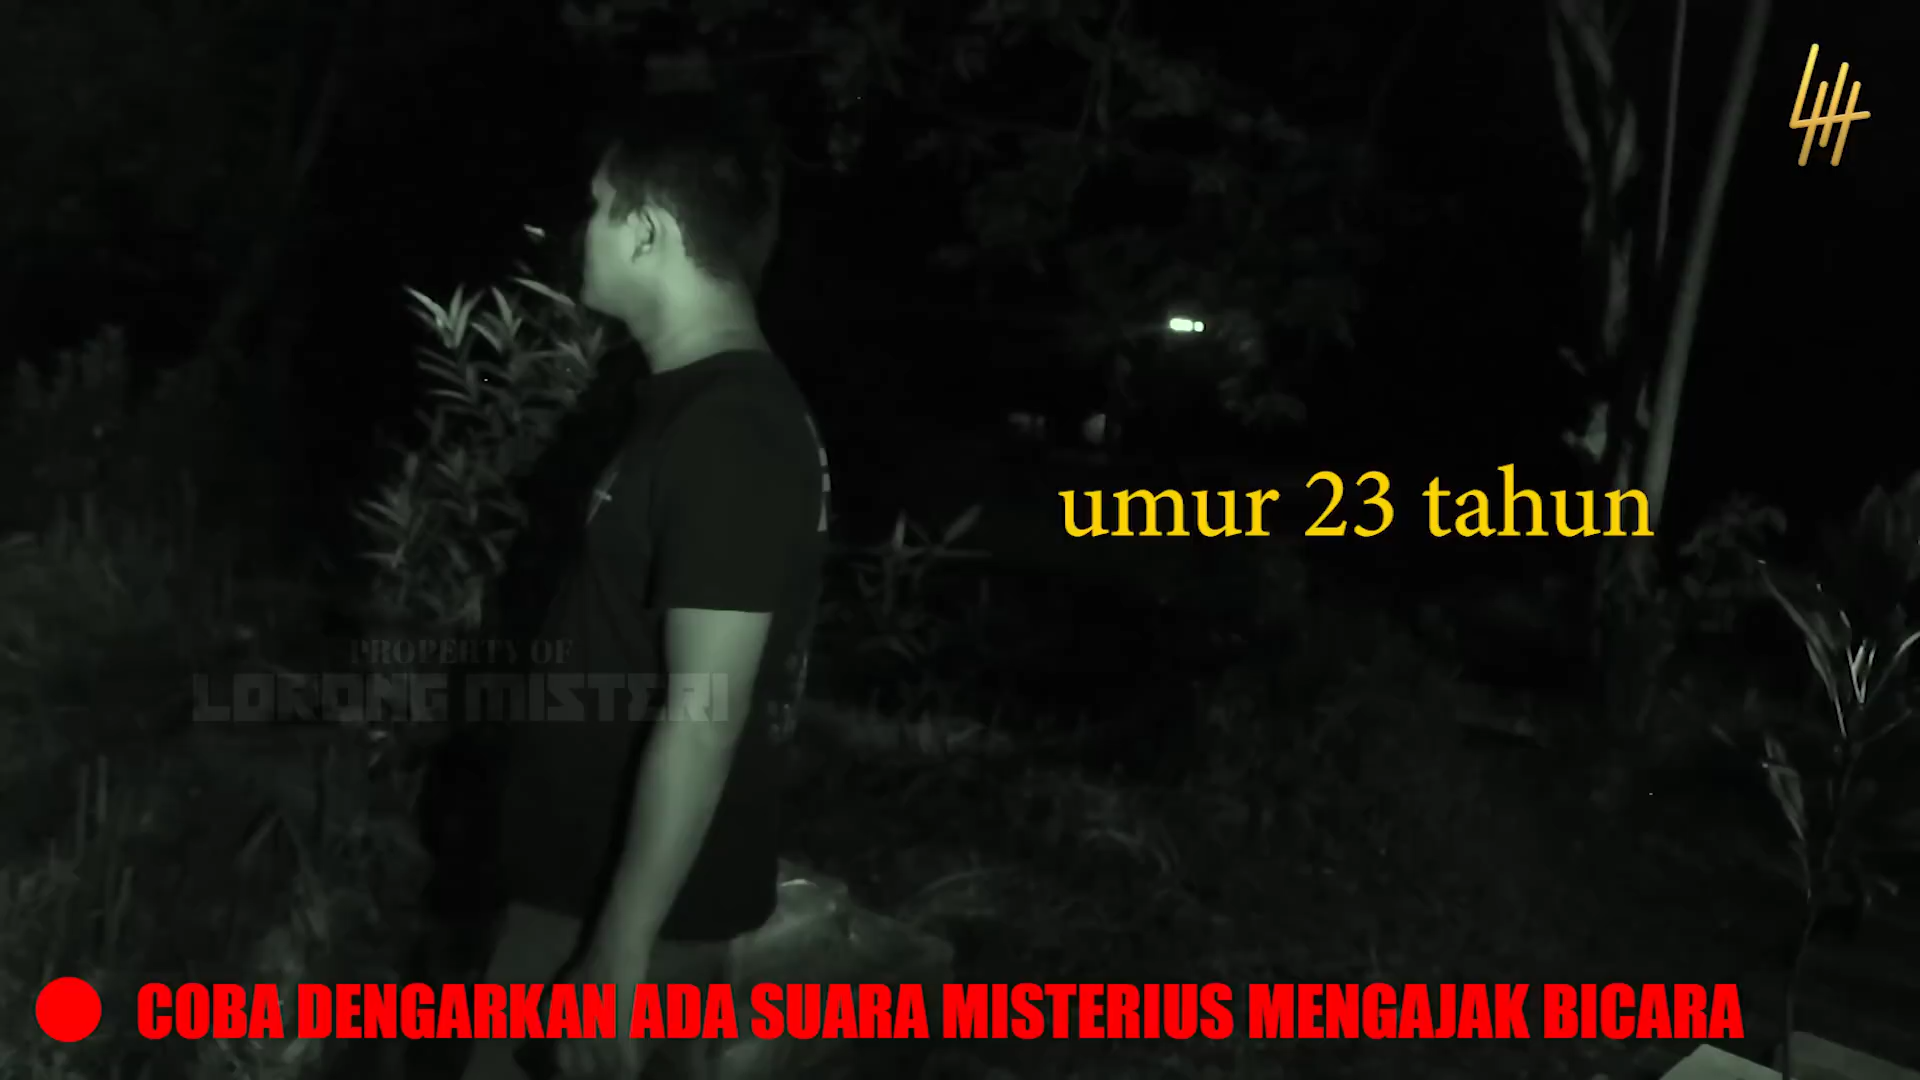 umur 23 tahun
PROPERTY OF
LORONG MISTERI
COBA DENGARKAN ADA SUARA MISTERIUS MENGAJAK BICARA